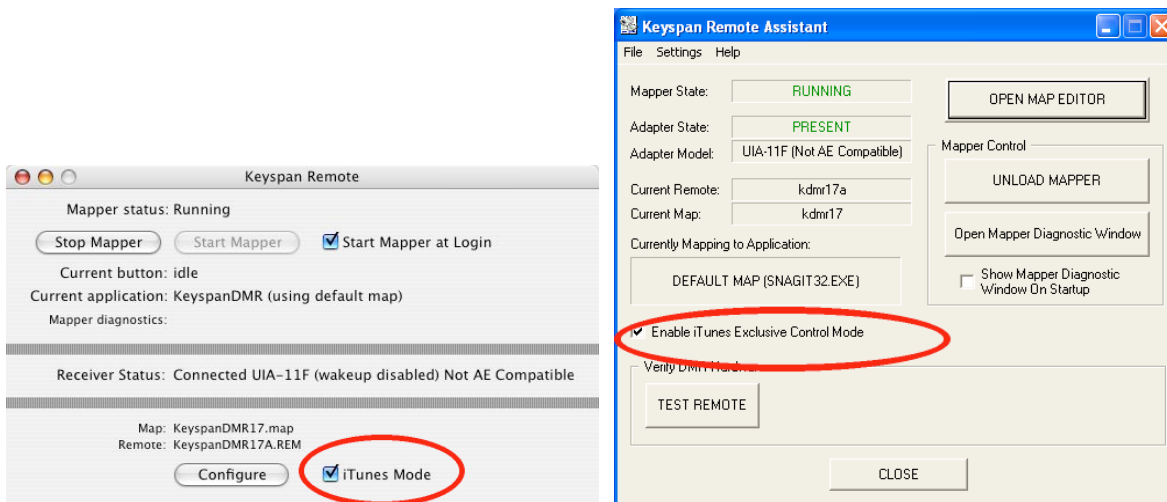 Keyspan Remote
Mapper status: Running
Stop Mapper
Start Mapper
Start Mapper at Login
Current button: idle
Current application: KeyspanDMR (using default map)
Mapper diagnostics:
Receiver Status: Connected UIA-11F (wakeup disabled) Not AE Compatible
Map: KeyspanDMR17.map
Remote: KeyspanDMR17A.REM
Configure
iTunes Mode
Keyspan Remote Assistant
File Settings Help
Mapper State: RUNNING
Adapter State: PRESENT
Adapter Model: UIA-11F (Not AE Compatible)
Current Remote: kdmr17a
Current Map: kdmr17
Currently Mapping to Application:
DEFAULT MAP (SNAGIT32.EXE)
Enable iTunes Exclusive Control Mode
Verify DMR Hardware
TEST REMOTE
OPEN MAP EDITOR
Mapper Control
UNLOAD MAPPER
Open Mapper Diagnostic Window
Show Mapper Diagnostic
Window On Startup
CLOSE